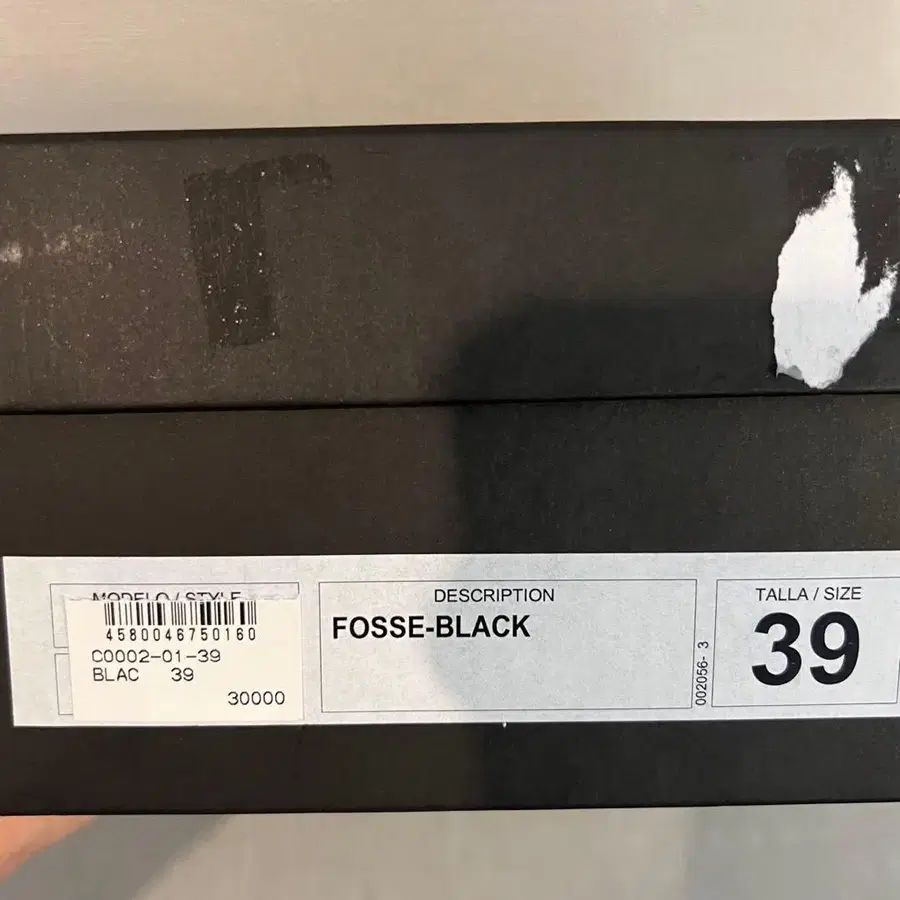 MODELO / STYLE
4580046750160
C0002-01-39
BLAC 39
30000
DESCRIPTION
FOSSE-BLACK
002056- 3
TALLA / SIZE
39